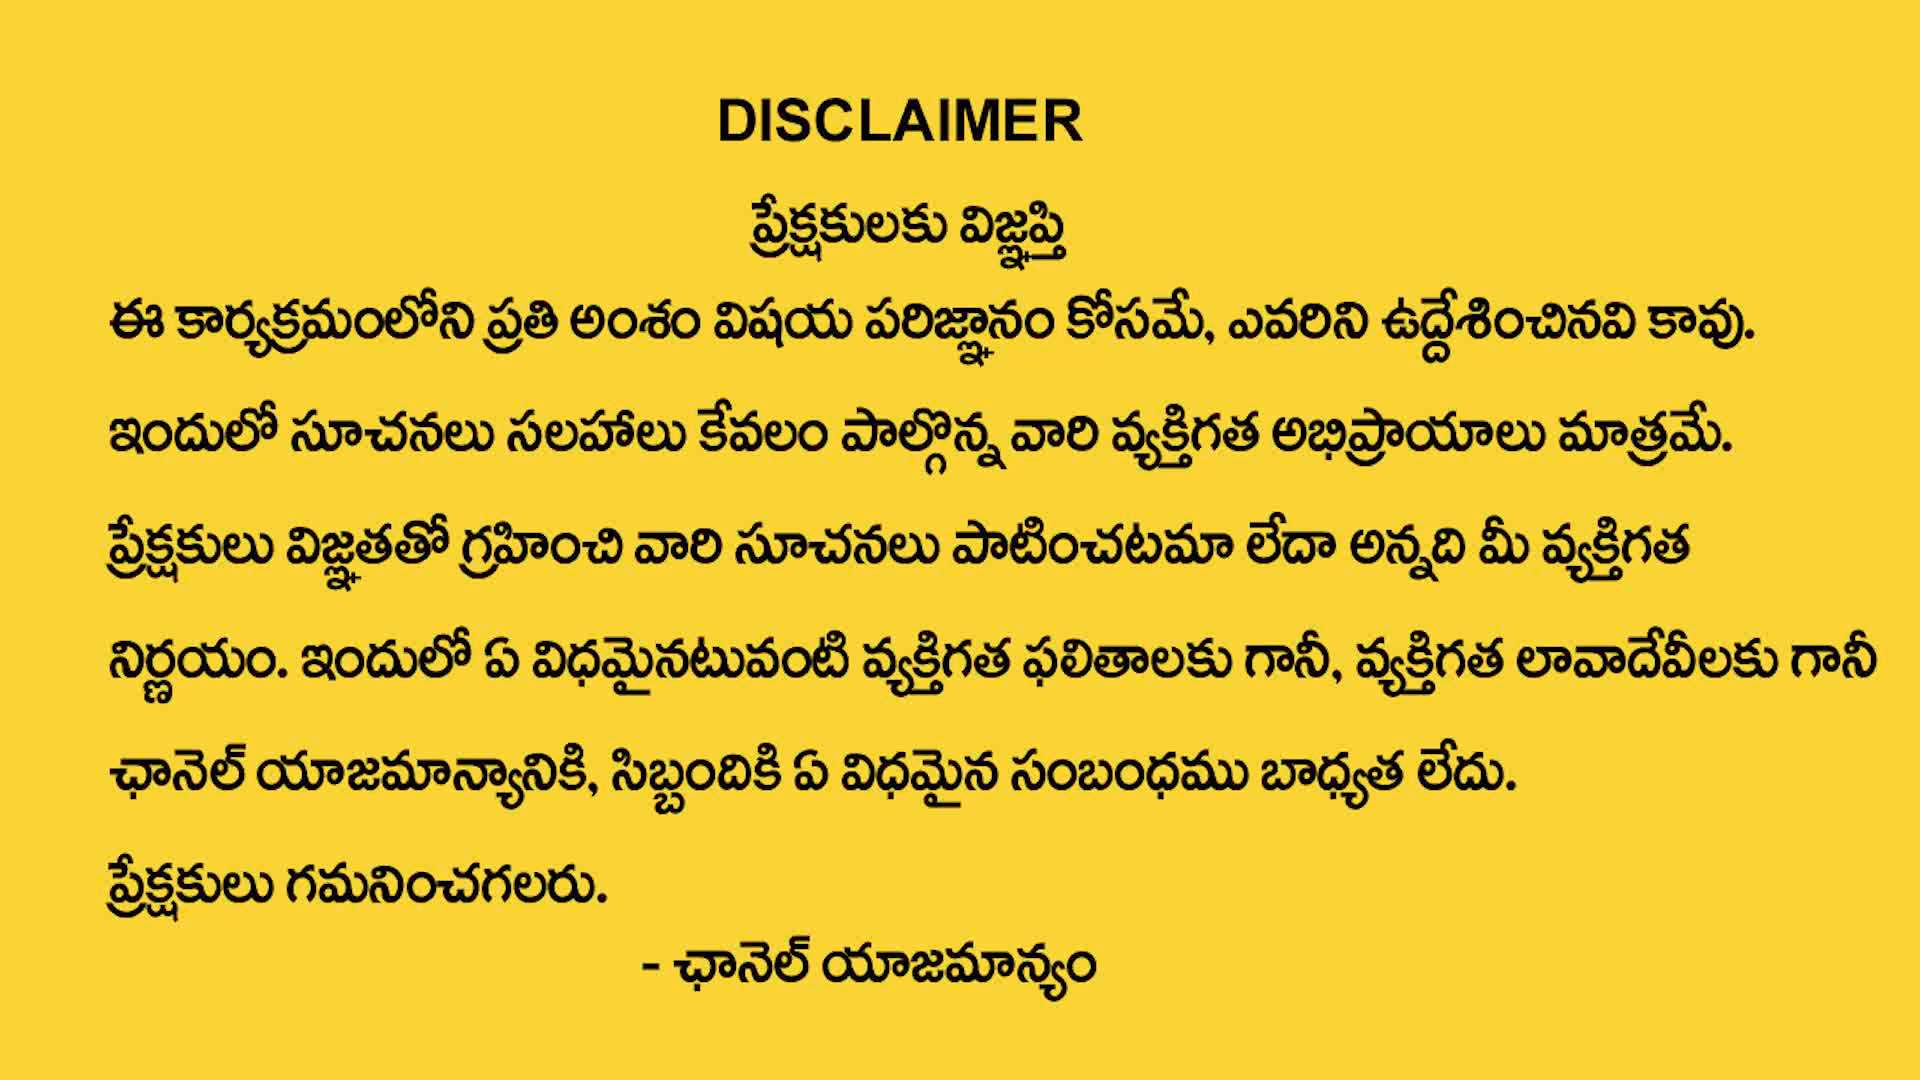 DISCLAIMER
ప్రేక్షకులకు విజ్ఞప్తి
ఈ కార్యక్రమంలోని ప్రతి అంశం విషయ పరిజ్ఞానం కోసమే, ఎవరిని ఉద్దేశించినవి కావు.
ఇందులో సూచనలు సలహాలు కేవలం పాల్గొన్న వారి వ్యక్తిగత అభిప్రాయాలు మాత్రమే.
ప్రేక్షకులు విజ్ఞతతో గ్రహించి వారి సూచనలు పాటించటమా లేదా అన్నది మీ వ్యక్తిగత
నిర్ణయం. ఇందులో ఏ విధమైనటువంటి వ్యక్తిగత ఫలితాలకు గానీ, వ్యక్తిగత లావాదేవీలకు గానీ
ఛానెల్ యాజమాన్యానికి, సిబ్బందికి ఏ విధమైన సంబంధము బాధ్యత లేదు.
ప్రేక్షకులు గమనించగలరు.
- ఛానెల్ యాజమాన్యం